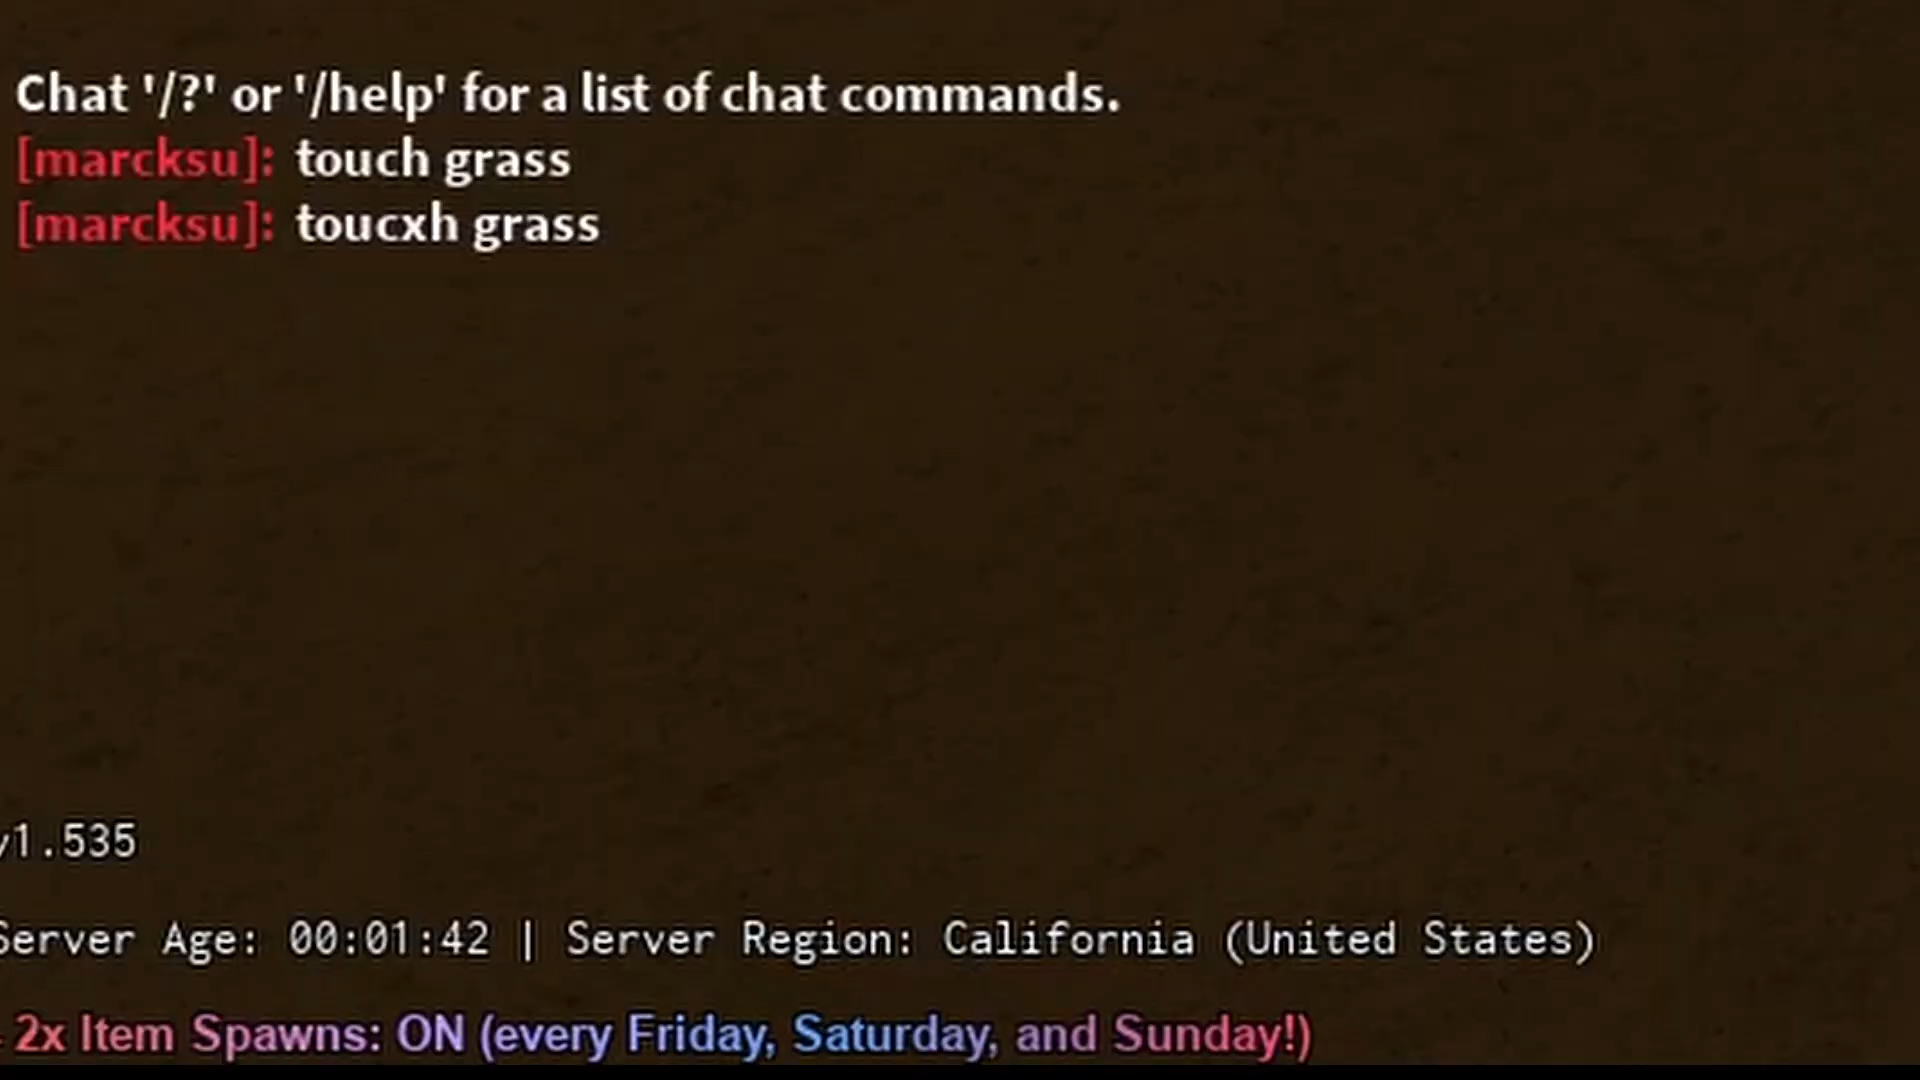 Chat '/?' or '/help' for a list of chat commands.
[marcksu]: touch grass
[marcksu]: toucxh grass
v1.535
Server Age: 00:01:42 | Server Region: California (United States)
2x Item Spawns: ON (every Friday, Saturday, and Sunday!)